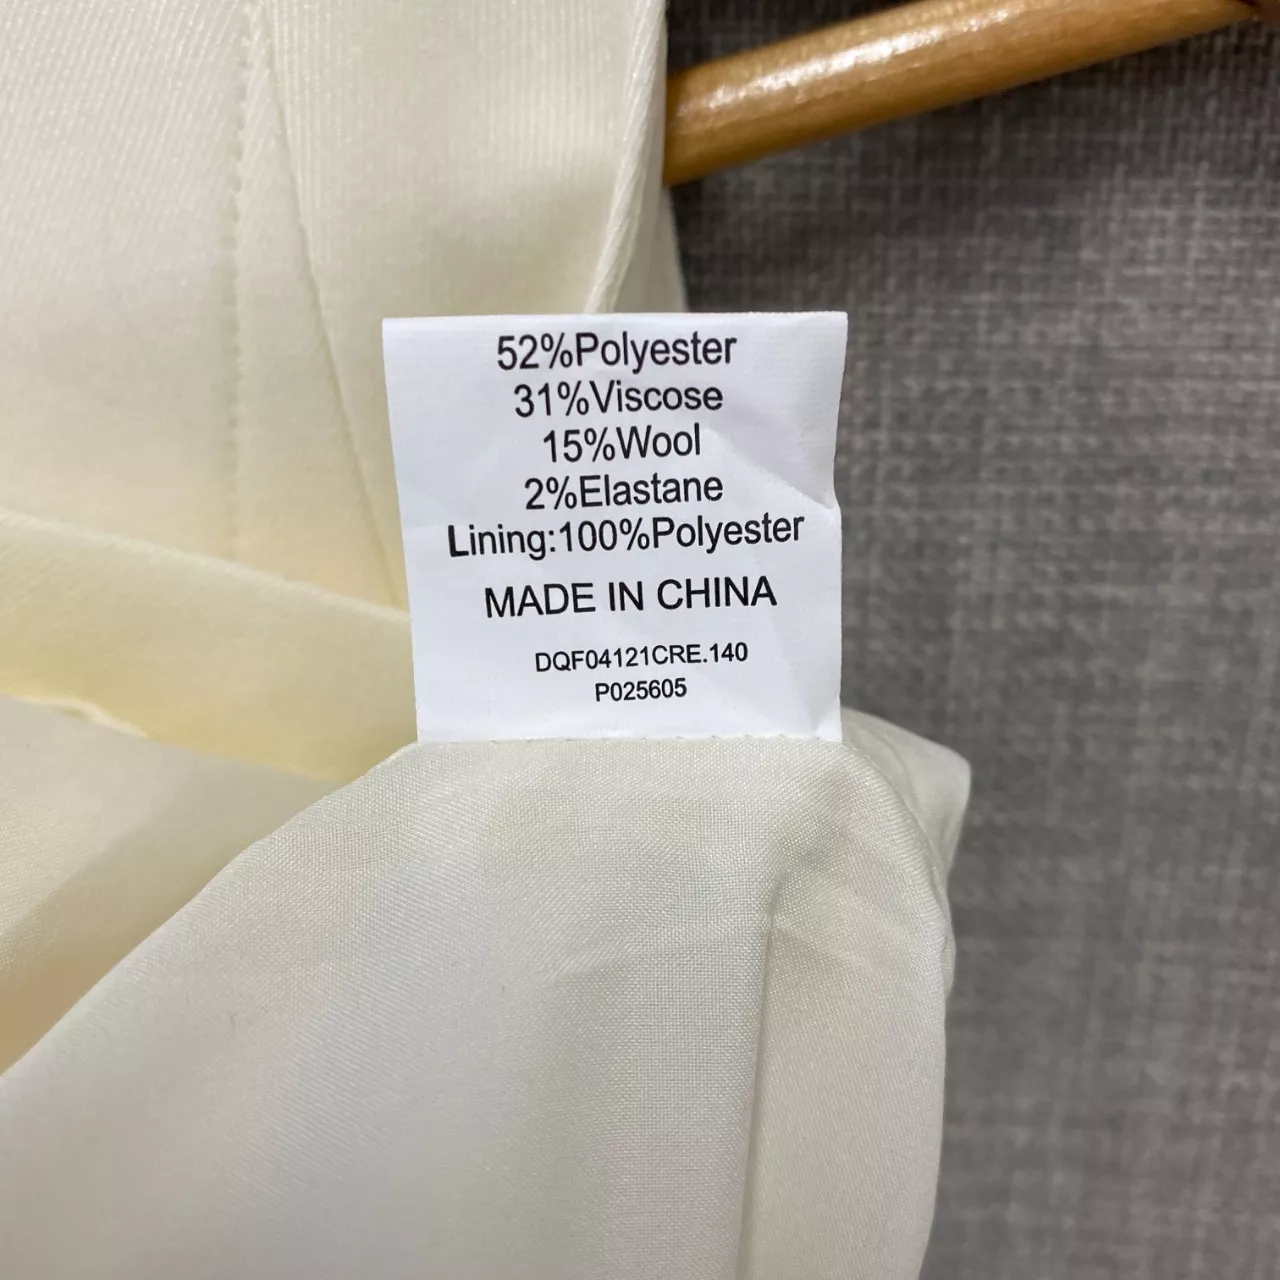 52%Polyester
31%Viscose
15%Wool
2%Elastane
Lining:100%Polyester
MADE IN CHINA
DQF04121CRE.140
P025605